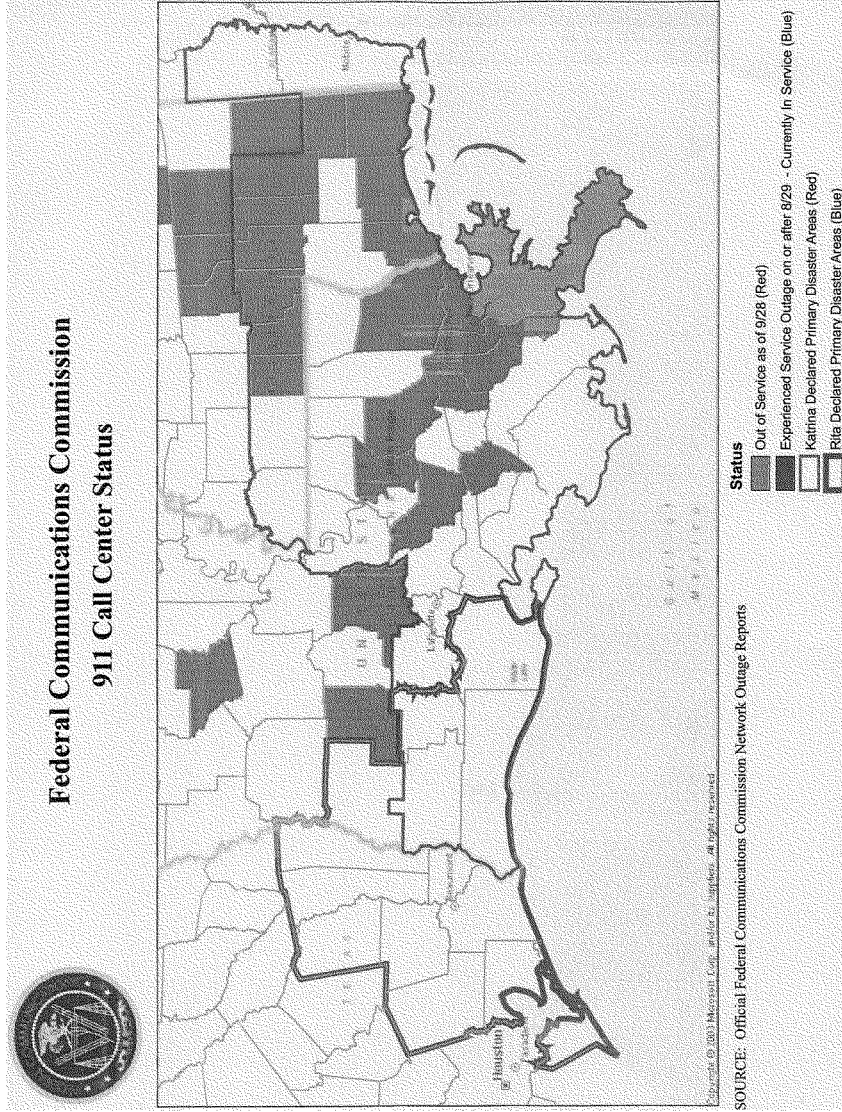 Federal Communications Commission
911 Call Center Status
Houston
Copyright © 2003 Microsoft Corp. and/or its suppliers. All rights reserved.
SOURCE: Official Federal Communications Commission Network Outage Reports
Status
Out of Service as of 9/28 (Red)
Experienced Service Outage on or after 8/29 - Currently In Service (Blue)
Katrina Declared Primary Disaster Areas (Red)
Rita Declared Primary Disaster Areas (Blue)